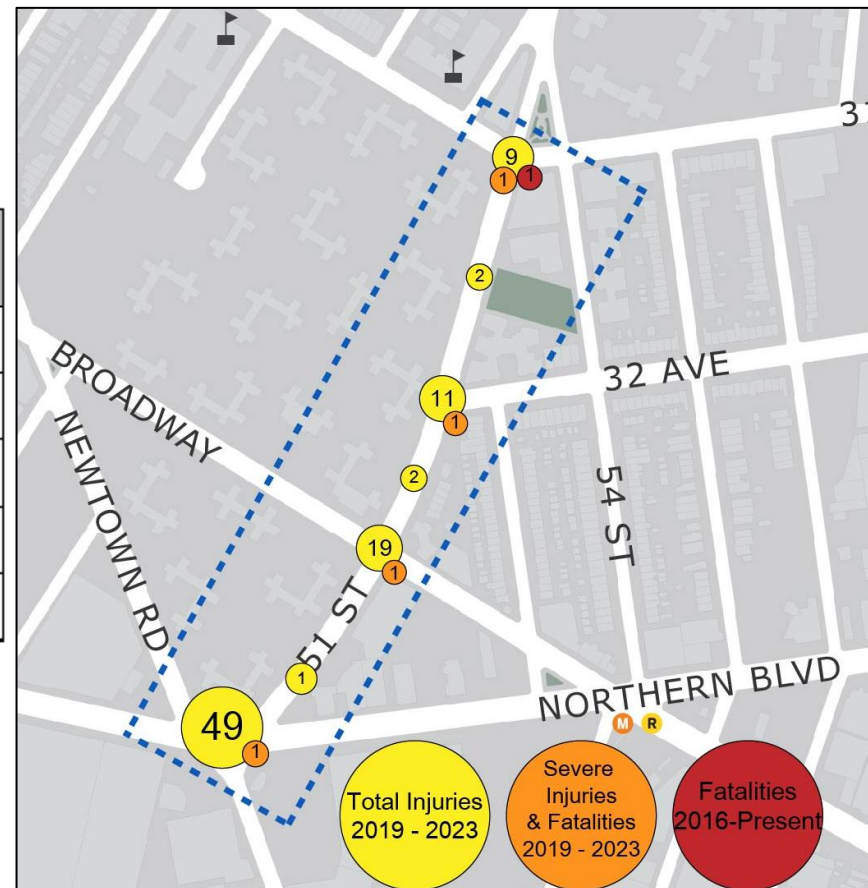 3
9
1
1
2
BROADWAY
32 AVE
11
1
NEWTOWN RD
2
54 ST
19
1
51 ST
1
NORTHERN BLVD
49
1
M
R
Total Injuries
2019 - 2023
Severe
Injuries
& Fatalities
2019 - 2023
Fatalities
2016-Present